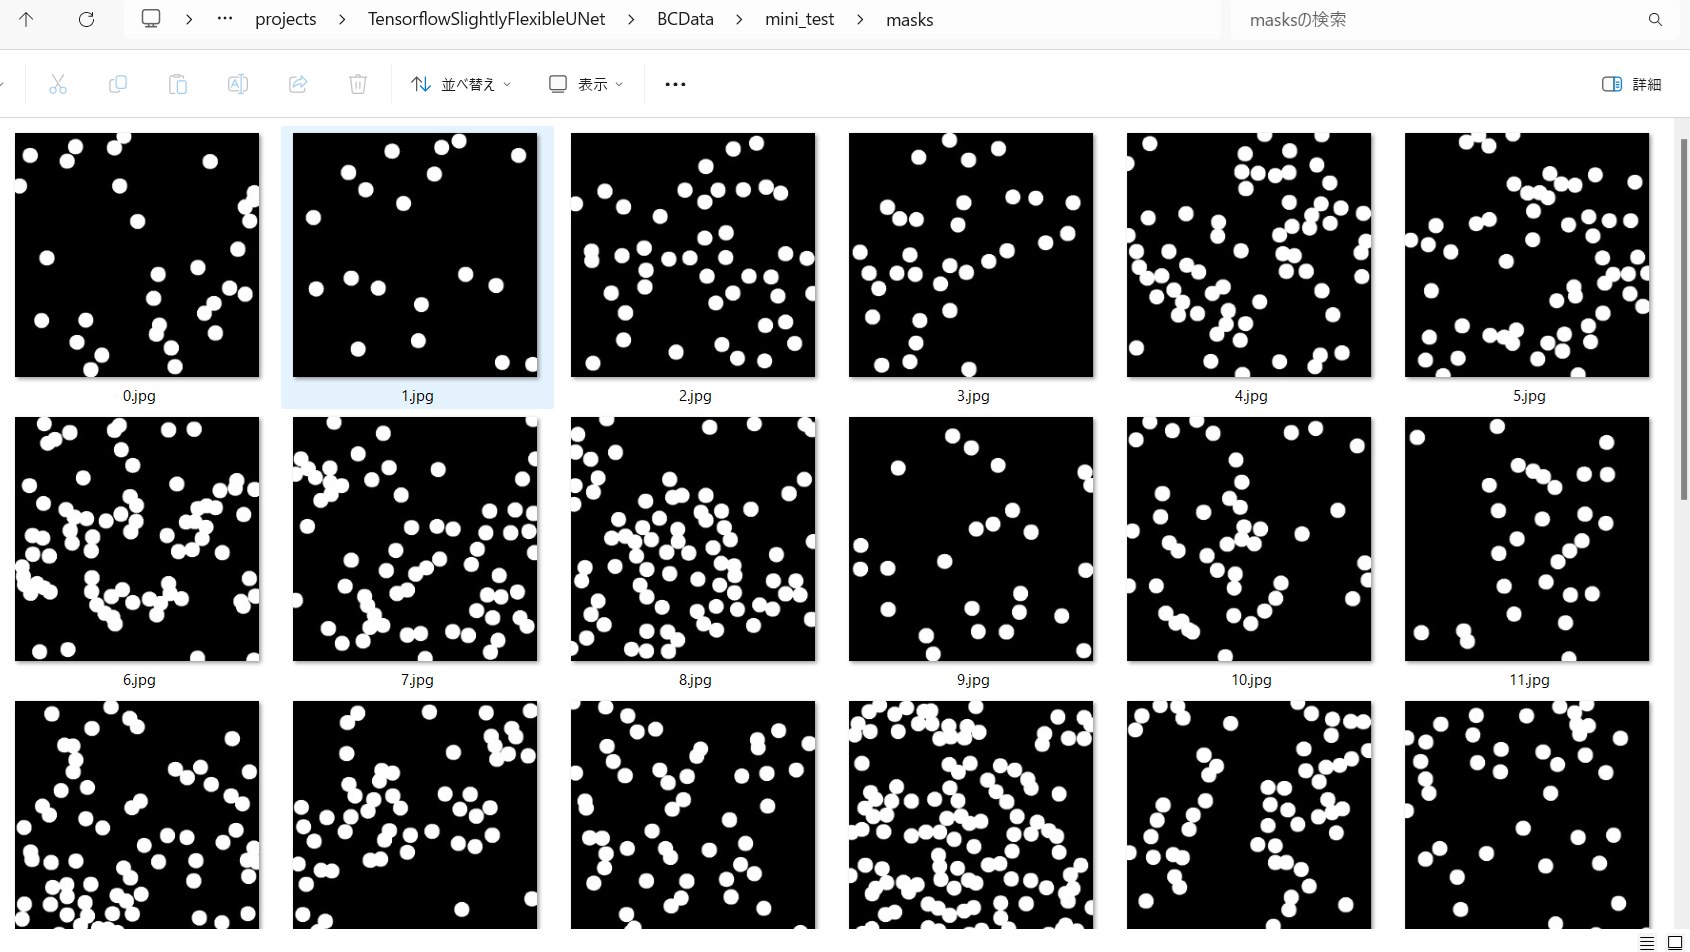 projects > TensorflowSlightlyFlexibleUNet > BCData > mini_test > masks
masksの検索
並べ替え
表示
詳細
0.jpg
1.jpg
2.jpg
3.jpg
4.jpg
5.jpg
6.jpg
7.jpg
8.jpg
9.jpg
10.jpg
11.jpg